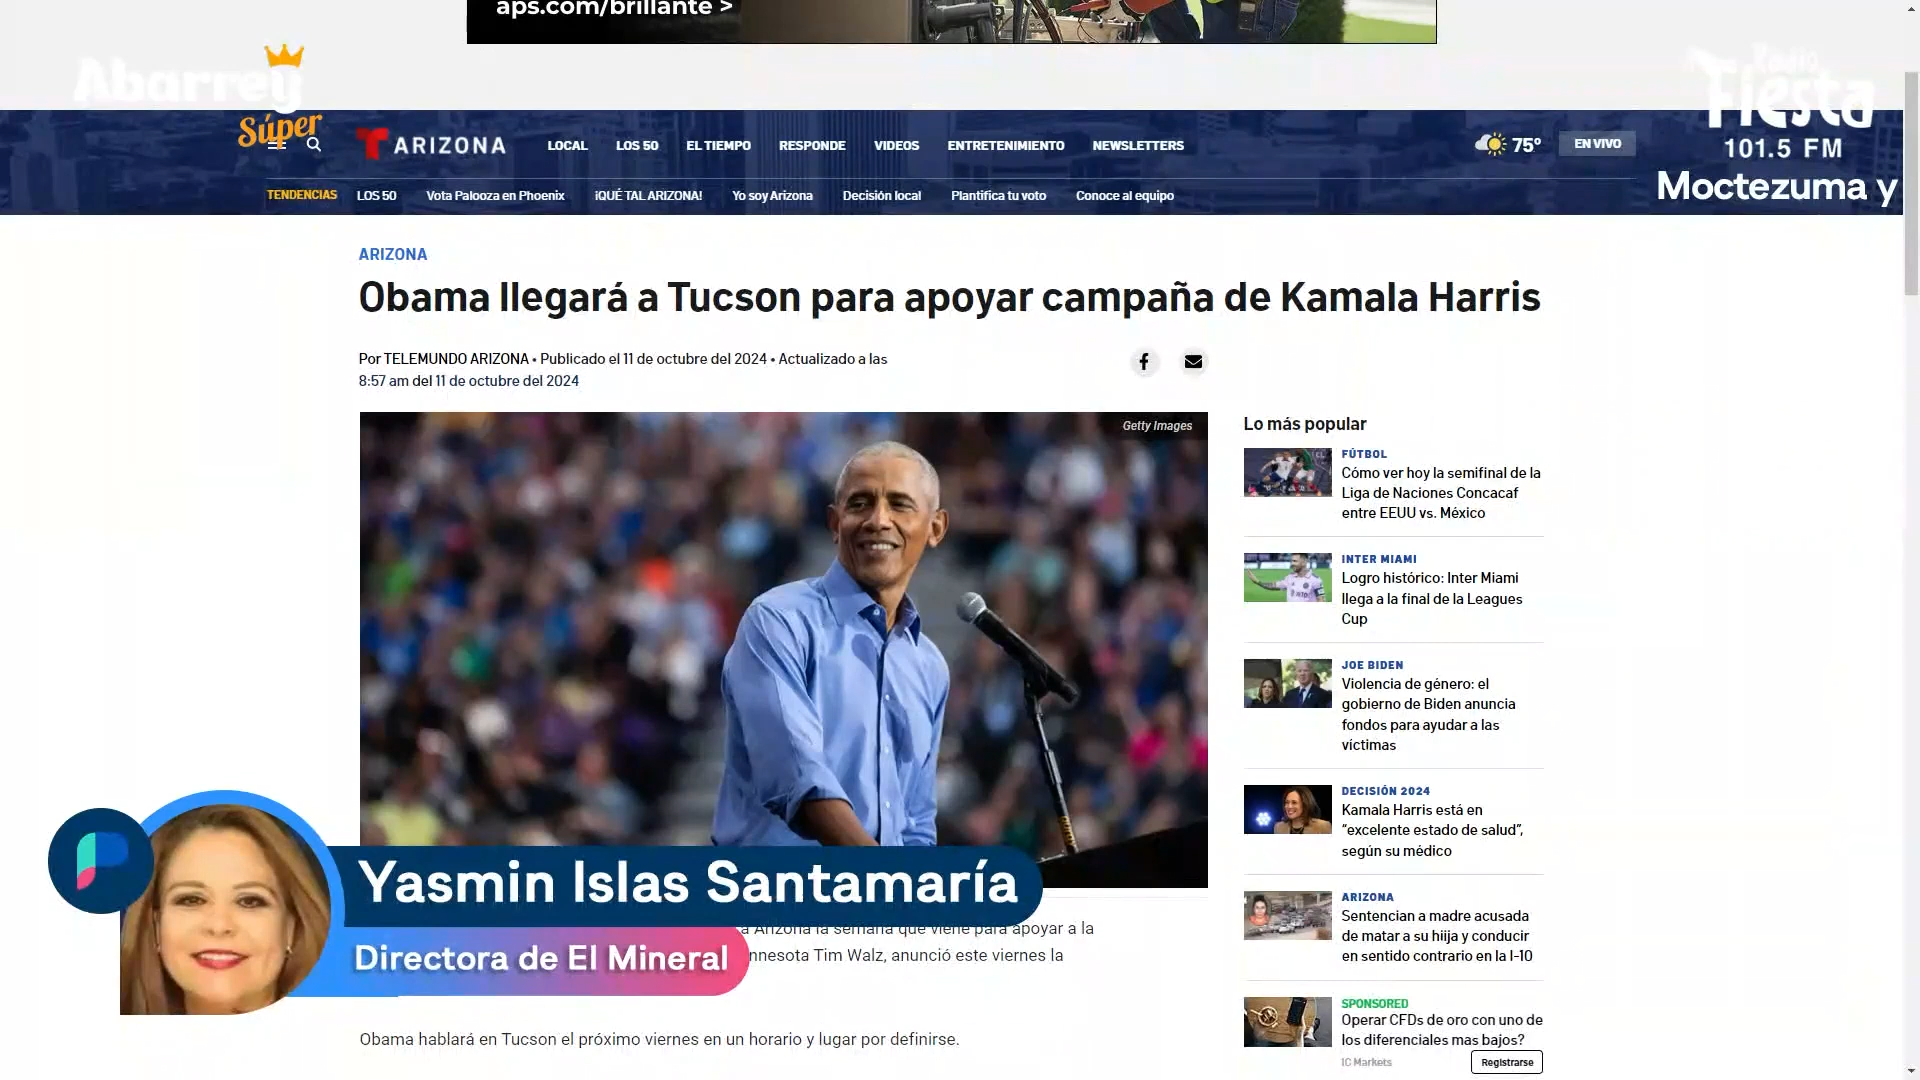 aps.com/brillante >
Abarrey
Súper
Radio
Fiesta
101.5 FM
Moctezuma y
ARIZONA
LOCAL
LOS 50
EL TIEMPO
RESPONDE
VIDEOS
ENTRETENIMIENTO
NEWSLETTERS
75º
EN VIVO
TENDENCIAS
LOS 50
Vota Palooza en Phoenix
¡QUÉ TAL ARIZONA!
Yo soy Arizona
Decisión local
Plantifica tu voto
Conoce al equipo
ARIZONA
Obama llegará a Tucson para apoyar campaña de Kamala Harris
Por TELEMUNDO ARIZONA • Publicado el 11 de octubre del 2024 • Actualizado a las
8:57 am del 11 de octubre del 2024
Getty Images
Lo más popular
FÚTBOL
Cómo ver hoy la semifinal de la
Liga de Naciones Concacaf
entre EEUU vs. México
INTER MIAMI
Logro histórico: Inter Miami
llega a la final de la Leagues
Cup
JOE BIDEN
Violencia de género: el
gobierno de Biden anuncia
fondos para ayudar a las
víctimas
DECISIÓN 2024
Kamala Harris está en
“excelente estado de salud”,
según su médico
ARIZONA
Sentencian a madre acusada
de matar a su hiija y conducir
en sentido contrario en la I-10
SPONSORED
Operar CFDs de oro con uno de
los diferenciales mas bajos?
IC Markets
Registrarse
Yasmin Islas Santamaría
Directora de El Mineral
a Arizona la semana que viene para apoyar a la
Tim Walz, anunció este viernes la
Obama hablará en Tucson el próximo viernes en un horario y lugar por definirse.